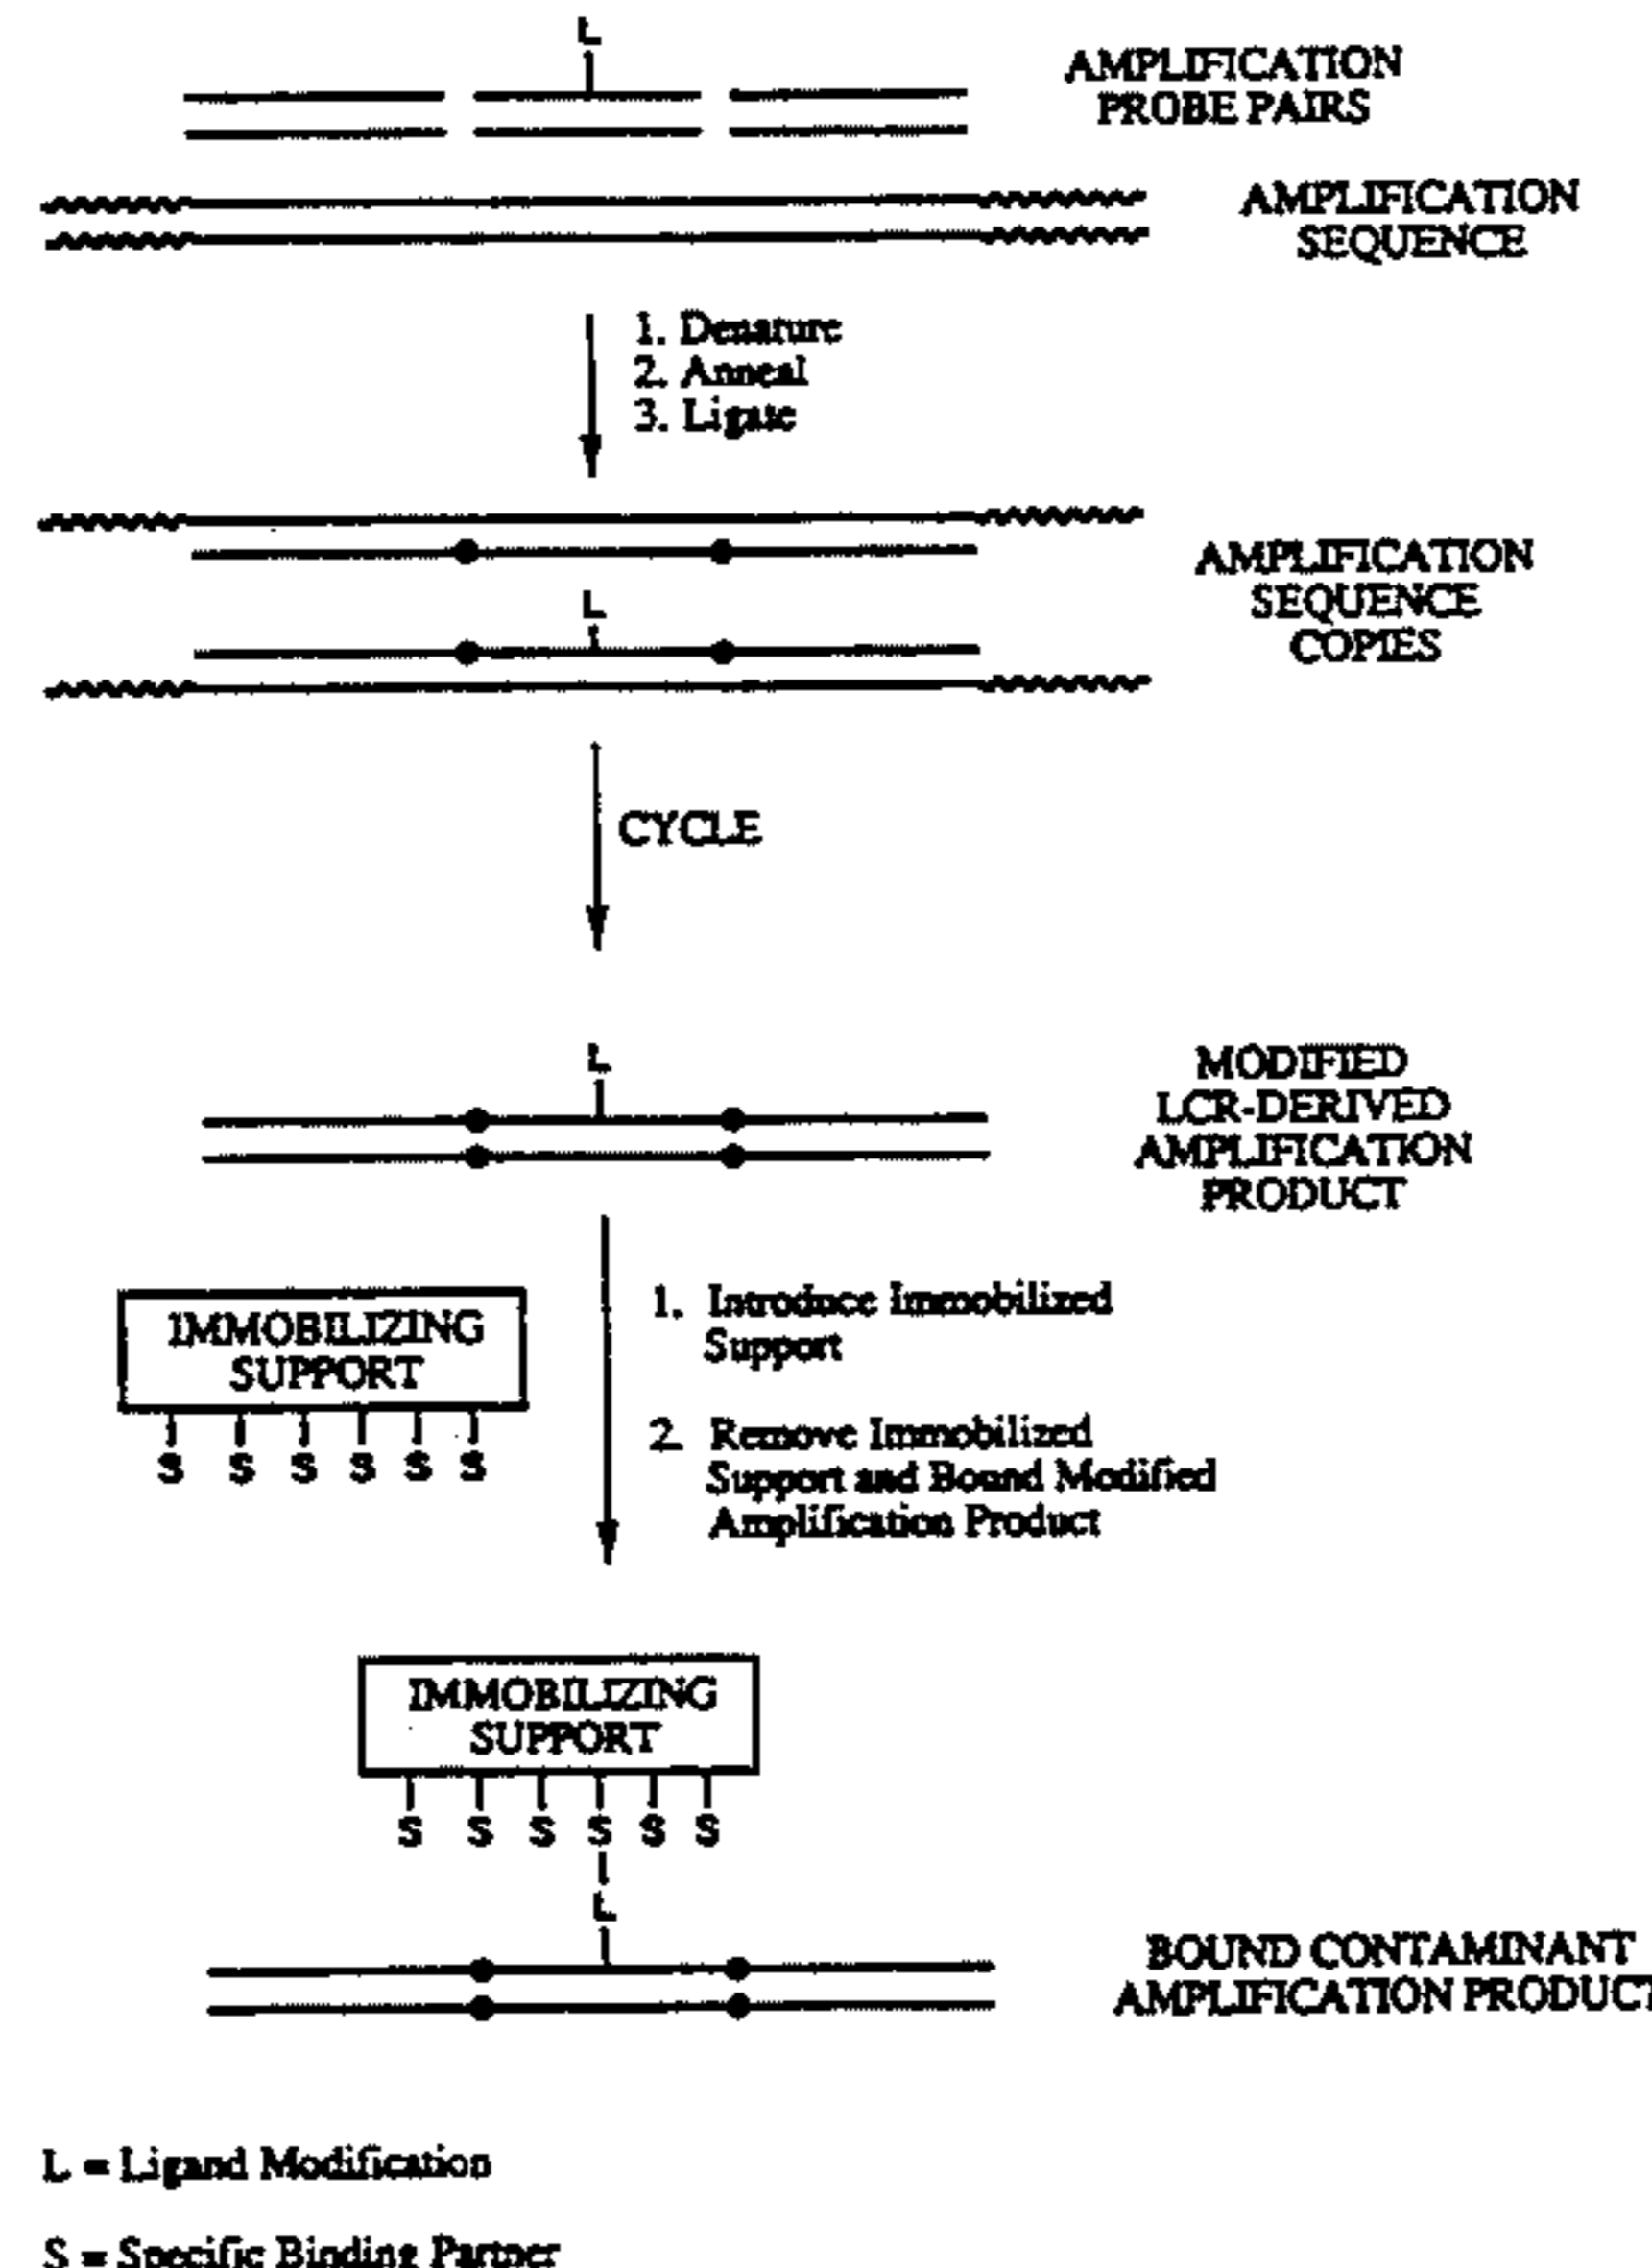 L
AMPLIFICATION
PROBE PAIRS
AMPLIFICATION
SEQUENCE
1. Denature
2. Anneal
3. Ligate
AMPLIFICATION
SEQUENCE
COPIES
L
CYCLE
L
MODIFIED
LCR-DERIVED
AMPLIFICATION
PRODUCT
IMMOBILIZING
SUPPORT
S S S S S S
1. Introduce Immobilized
Support
2. Remove Immobilized
Support and Bound Modified
Amplification Product
IMMOBILIZING
SUPPORT
S S S S S S
L
BOUND CONTAMINANT
AMPLIFICATION PRODUCT
L = Ligand Modification
S = Specific Binding Partner